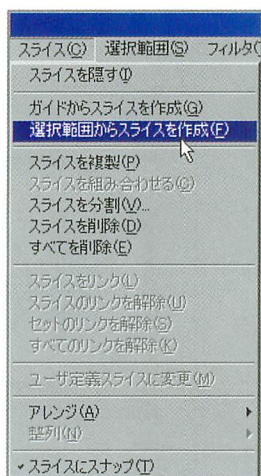 スライス(C) 選択範囲(S) フィルタ(
スライスを隠す(I)
ガイドからスライスを作成(G)
選択範囲からスライスを作成(F)
スライスを複製(P)
スライスを組み合わせる(C)
スライスを分割(V)...
スライスを削除(D)
すべてを削除(E)
スライスをリンク(L)
スライスのリンクを解除(U)
セットのリンクを解除(S)
すべてのリンクを解除(K)
ユーザ定義スライスに変更(M)
アレンジ(A)
整列(N)
スライスにスナップ(T)